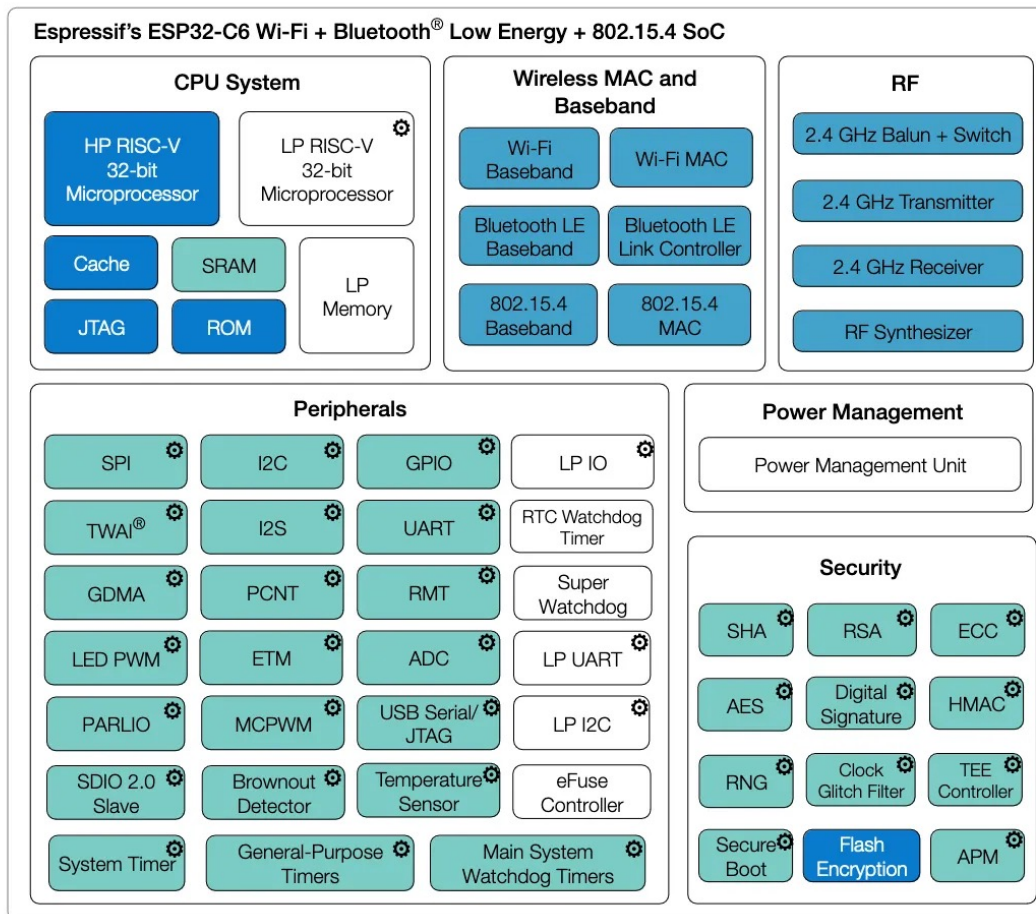 Espressif's ESP32-C6 Wi-Fi + Bluetooth® Low Energy + 802.15.4 SoC
CPU System
HP RISC-V
32-bit
Microprocessor
LP RISC-V
32-bit
Microprocessor
Cache
SRAM
LP
Memory
JTAG
ROM
Wireless MAC and
Baseband
Wi-Fi
Baseband
Wi-Fi MAC
Bluetooth LE
Baseband
Bluetooth LE
Link Controller
802.15.4
Baseband
802.15.4
MAC
RF
2.4 GHz Balun + Switch
2.4 GHz Transmitter
2.4 GHz Receiver
RF Synthesizer
Peripherals
SPI
I2C
GPIO
LP IO
TWAI®
I2S
UART
RTC Watchdog
Timer
GDMA
PCNT
RMT
Super
Watchdog
LED PWM
ETM
ADC
LP UART
PARLIO
MCPWM
USB Serial/
JTAG
LP I2C
SDIO 2.0
Slave
Brownout
Detector
Temperature
Sensor
eFuse
Controller
System Timer
General-Purpose
Timers
Main System
Watchdog Timers
Power Management
Power Management Unit
Security
SHA
RSA
ECC
AES
Digital
Signature
HMAC
RNG
Clock
Glitch Filter
TEE
Controller
Secure
Boot
Flash
Encryption
APM